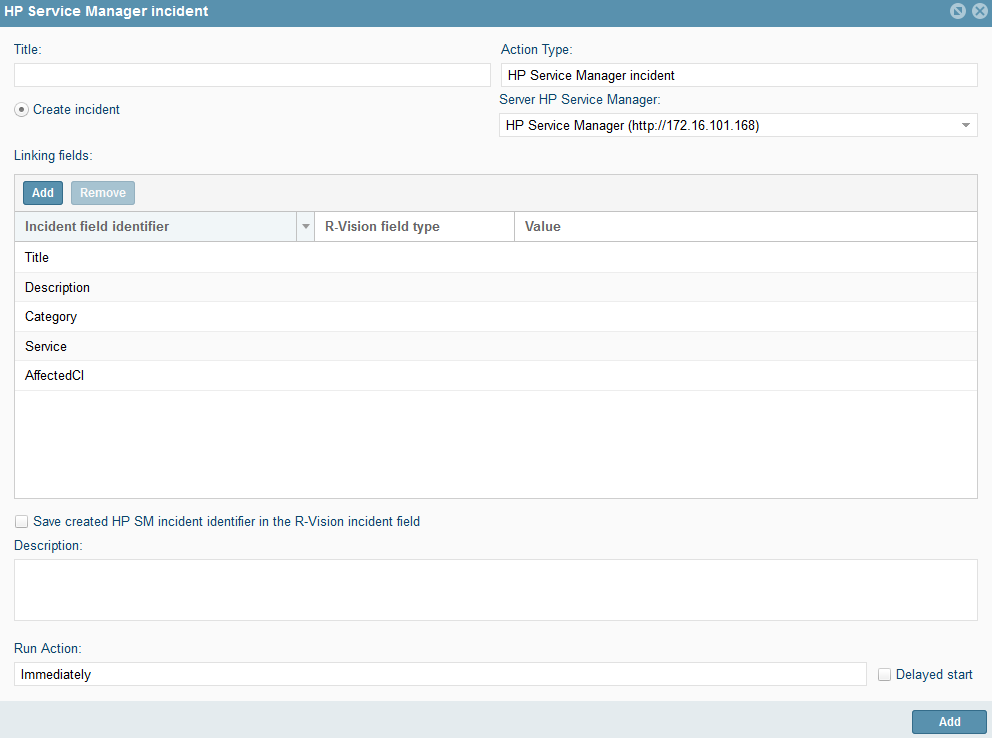 HP Service Manager incident
Title:
Action Type:
HP Service Manager incident
Create incident
Server HP Service Manager:
HP Service Manager (http://172.16.101.168)
Linking fields:
Add
Remove
Incident field identifier
R-Vision field type
Value
Title
Description
Category
Service
AffectedCI
Save created HP SM incident identifier in the R-Vision incident field
Description:
Run Action:
Immediately
Delayed start
Add